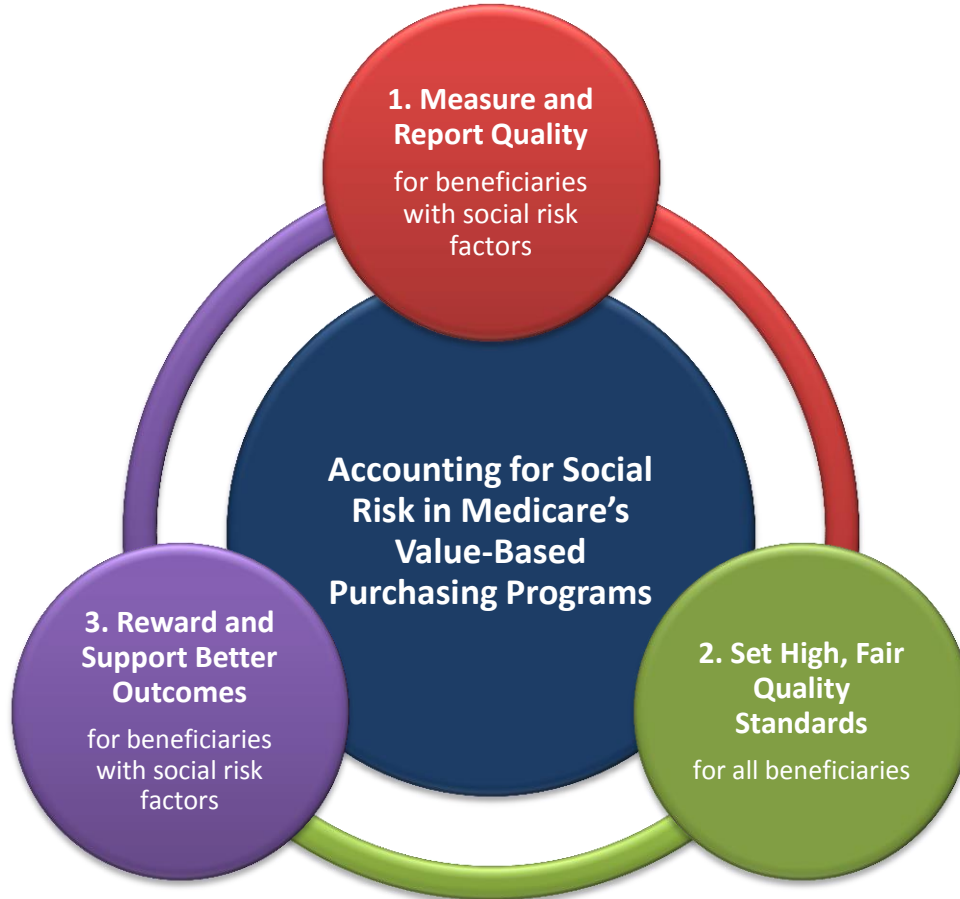 1. Measure and
Report Quality
for beneficiaries
with social risk
factors
Accounting for Social
Risk in Medicare’s
Value-Based
Purchasing Programs
3. Reward and
Support Better
Outcomes
for beneficiaries
with social risk
factors
2. Set High, Fair
Quality
Standards
for all beneficiaries